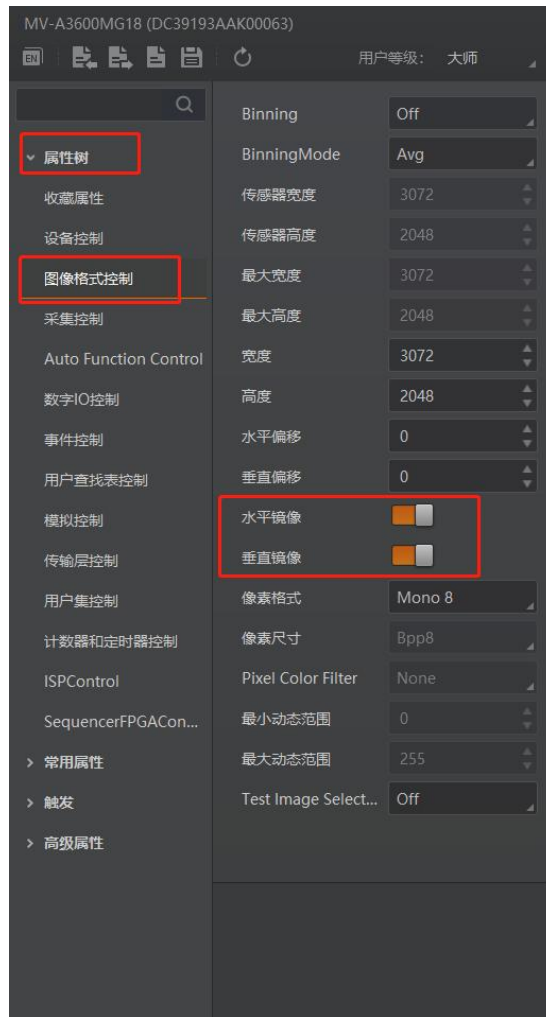 MV-A3600MG18 (DC39193AAK00063)
EN 用户等级： 大师
属性树
收藏属性
设备控制
图像格式控制
采集控制
Auto Function Control
数字IO控制
事件控制
用户查找表控制
模拟控制
传输层控制
用户集控制
计数器和定时器控制
ISPControl
SequencerFPGACon...
常用属性
触发
高级属性
Binning Off
BinningMode Avg
传感器宽度 3072
传感器高度 2048
最大宽度 3072
最大高度 2048
宽度 3072
高度 2048
水平偏移 0
垂直偏移 0
水平镜像
垂直镜像
像素格式 Mono 8
像素尺寸 Bpp8
Pixel Color Filter None
最小动态范围 0
最大动态范围 255
Test Image Select... Off